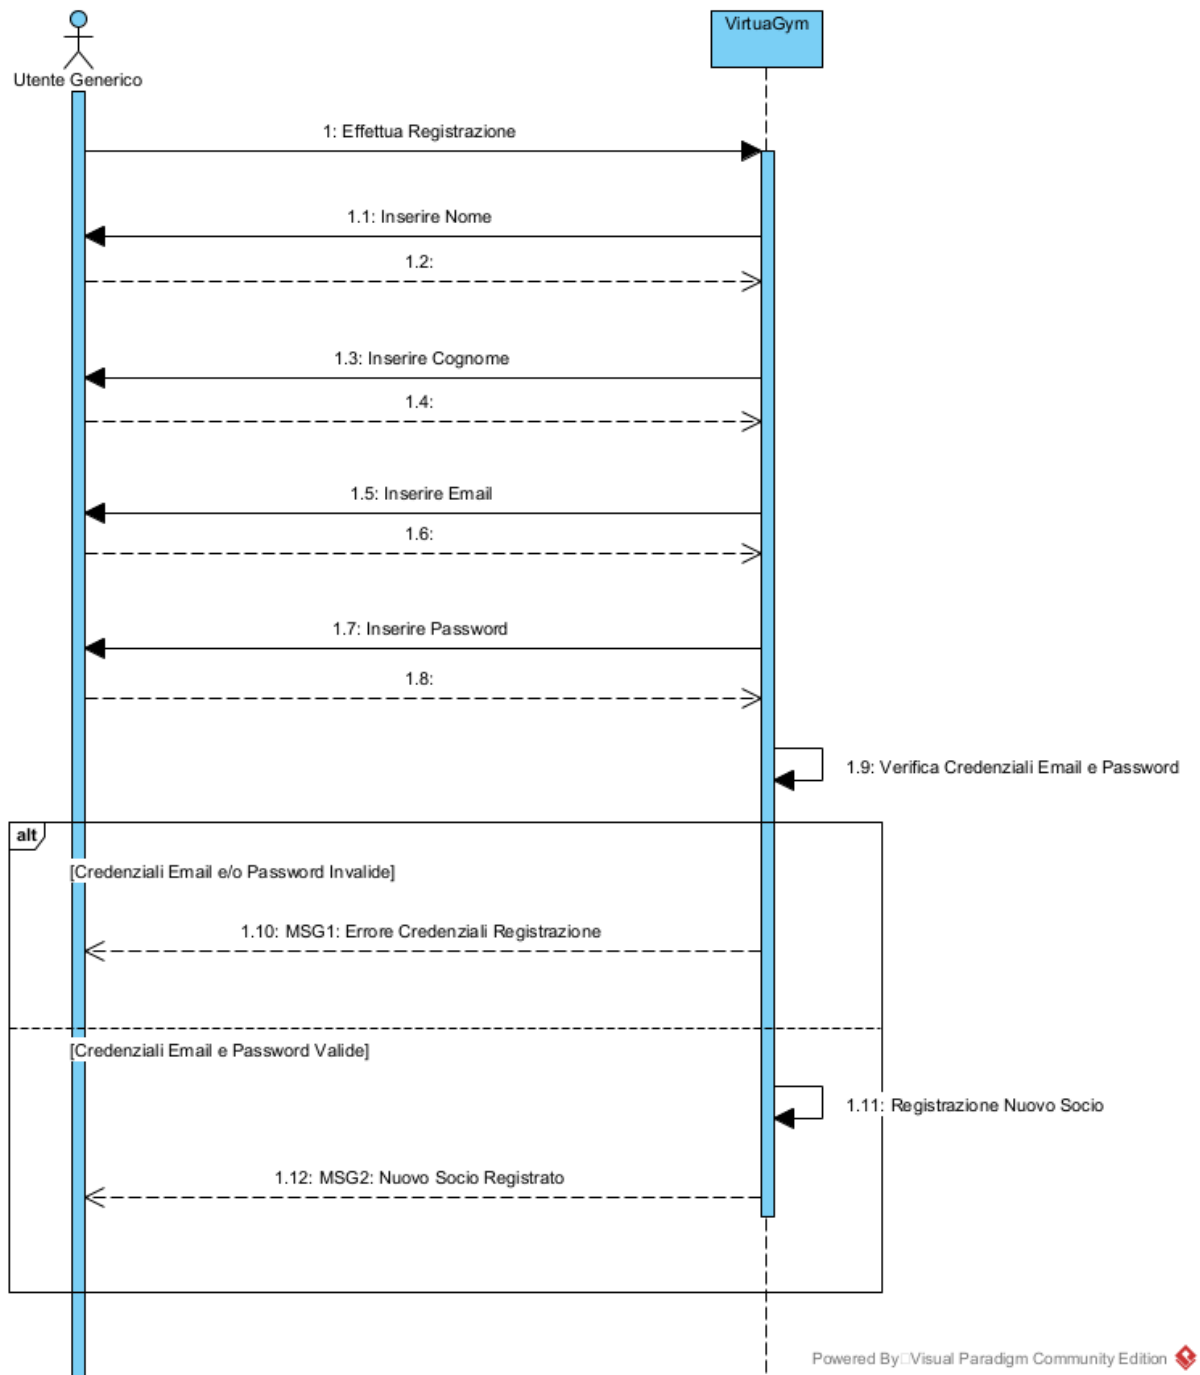 VirtuaGym
Utente Generico
1: Effettua Registrazione
1.1: Inserire Nome
1.2:
1.3: Inserire Cognome
1.4:
1.5: Inserire Email
1.6:
1.7: Inserire Password
1.8:
1.9: Verifica Credenziali Email e Password
alt
[Credenziali Email e/o Password Invalide]
1.10: MSG1: Errore Credenziali Registrazione
[Credenziali Email e Password Valide]
1.11: Registrazione Nuovo Socio
1.12: MSG2: Nuovo Socio Registrato
Powered By Visual Paradigm Community Edition